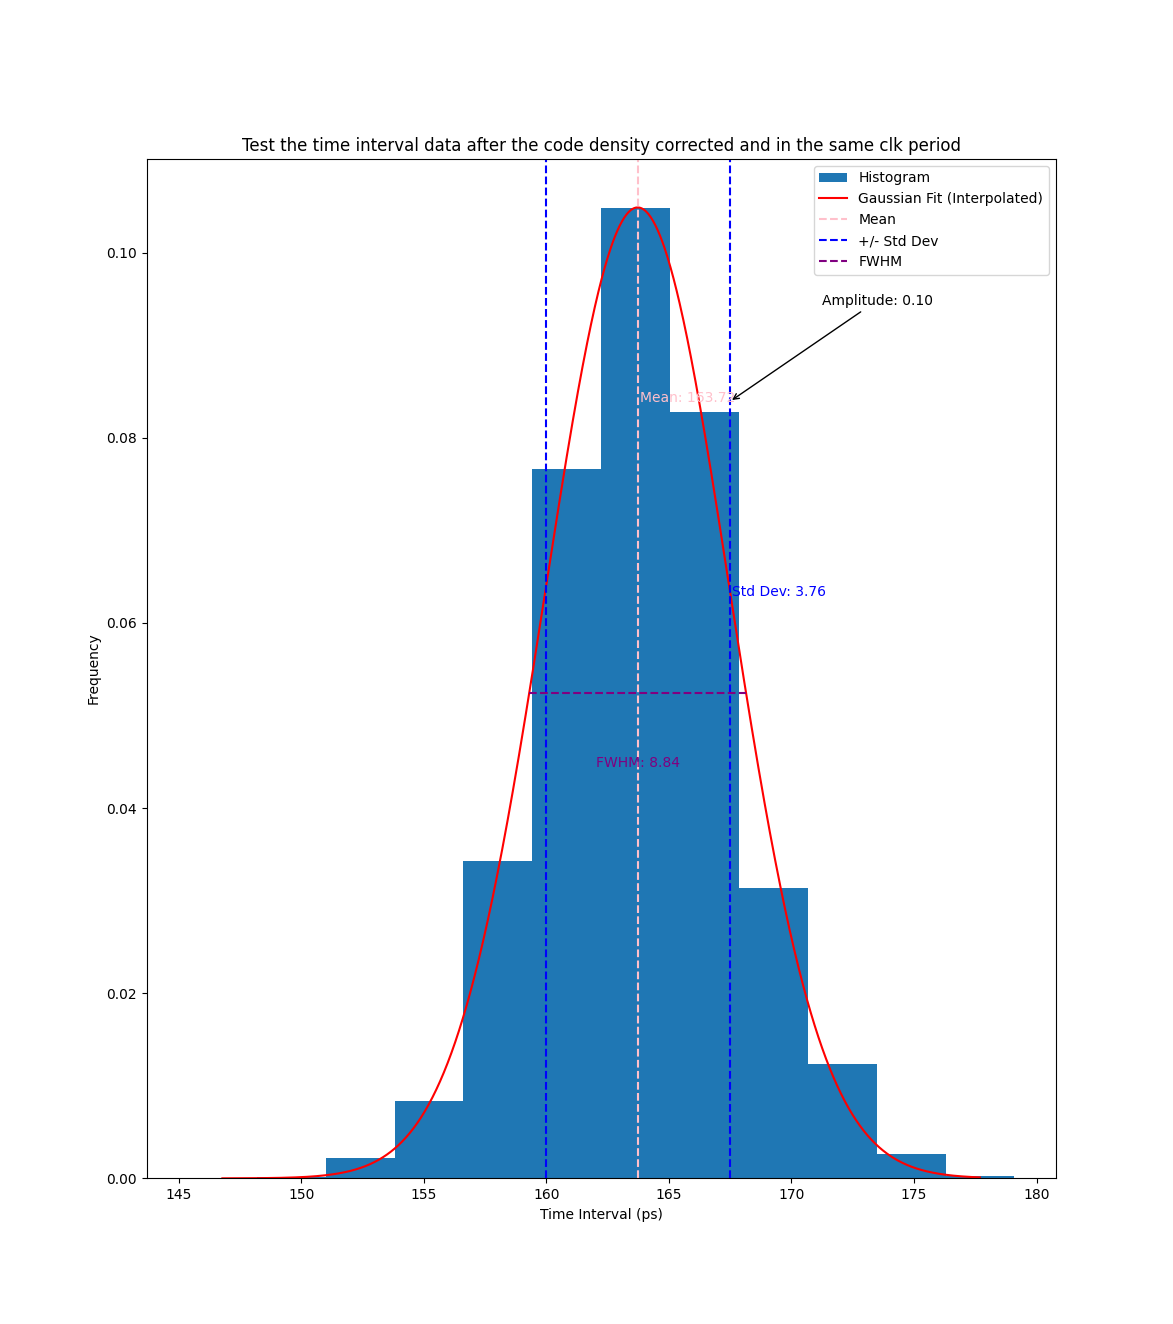 Test the time interval data after the code density corrected and in the same clk period
Histogram
Gaussian Fit (Interpolated)
Mean
+/- Std Dev
FWHM
Amplitude: 0.10
Mean:
Std Dev: 3.76
FWHM: 8.84
Frequency
0.10
0.08
0.06
0.04
0.02
0.00
145
150
155
160
165
170
175
180
Time Interval (ps)